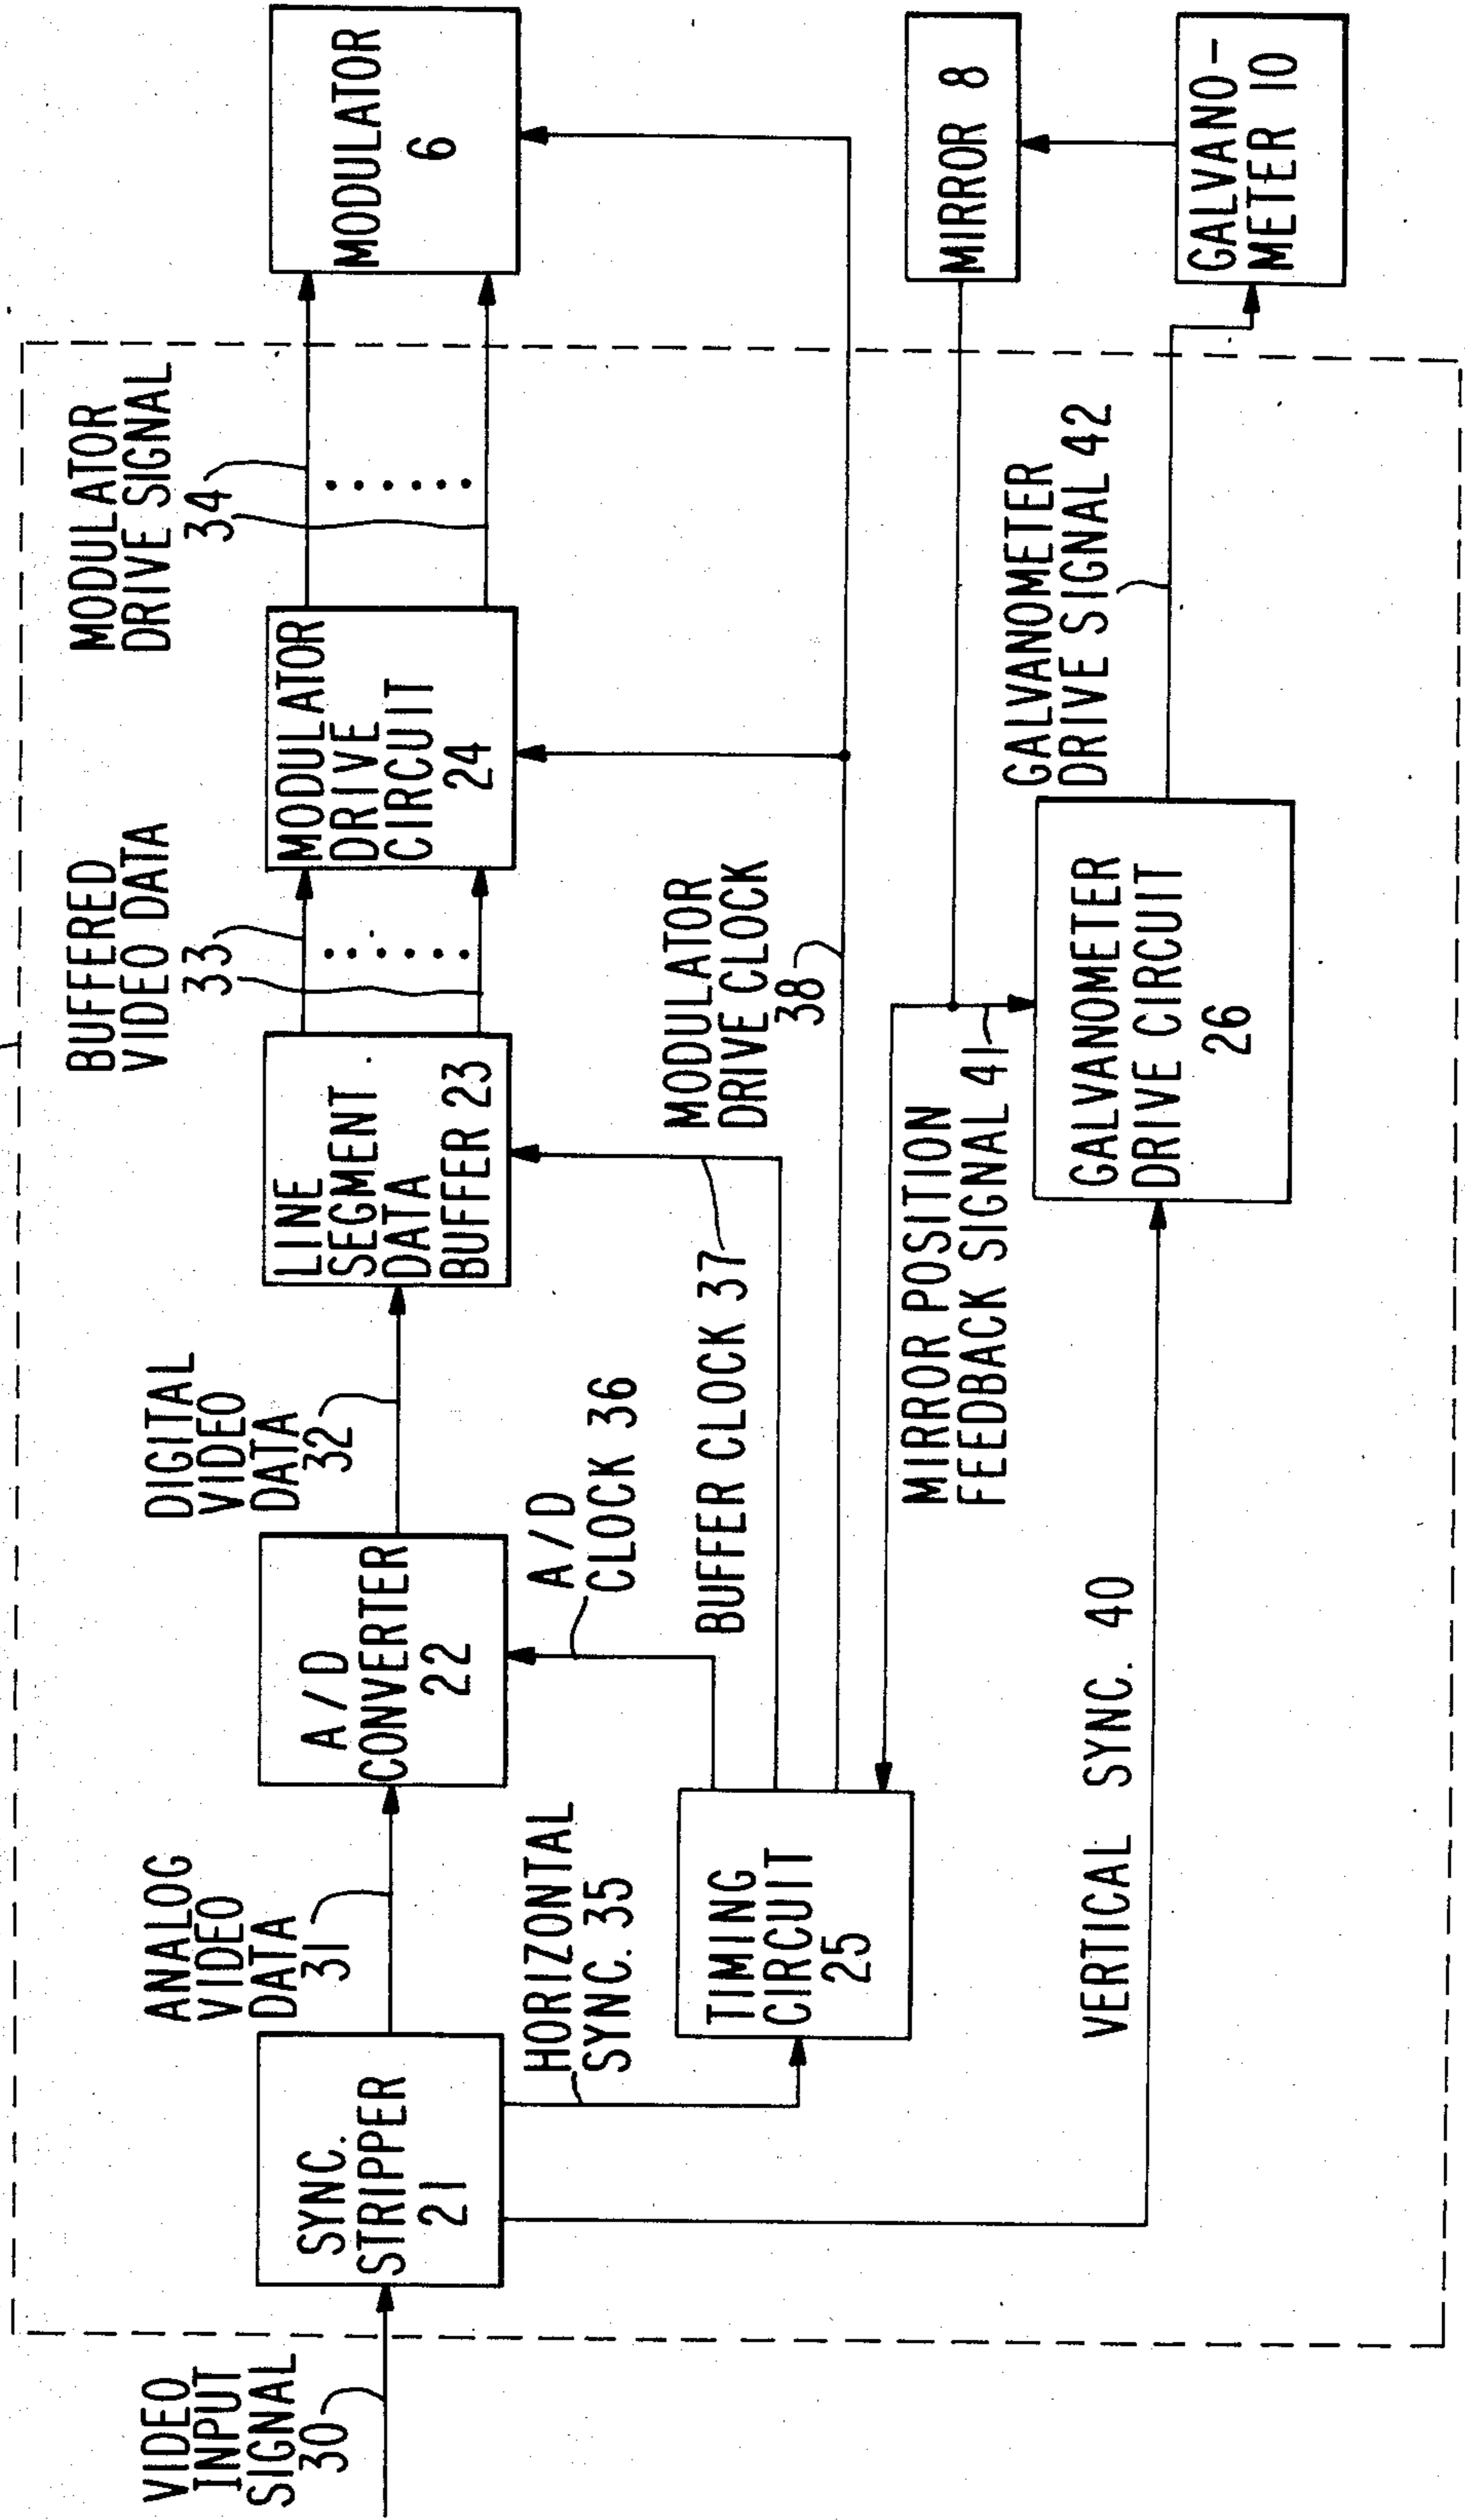 VIDEO
INPUT
SIGNAL
30
SYNC.
STRIPPER
21
ANALOG
VIDEO
DATA
31
A/D
CONVERTER
22
DIGITAL
VIDEO
DATA
32
LINE
SEGMENT
DATA
BUFFER 23
BUFFERED
VIDEO DATA
33
MODULATOR
DRIVE
CIRCUIT
24
MODULATOR
DRIVE SIGNAL
34
MODULATOR
6
HORIZONTAL
SYNC. 35
A/D
CLOCK 36
BUFFER CLOCK 37
MODULATOR
DRIVE CLOCK
38
TIMING
CIRCUIT
25
MIRROR POSITION
FEEDBACK SIGNAL 41
MIRROR 8
VERTICAL SYNC. 40
GALVANOMETER
DRIVE CIRCUIT
26
GALVANOMETER
DRIVE SIGNAL 42
GALVANO-
METER 10